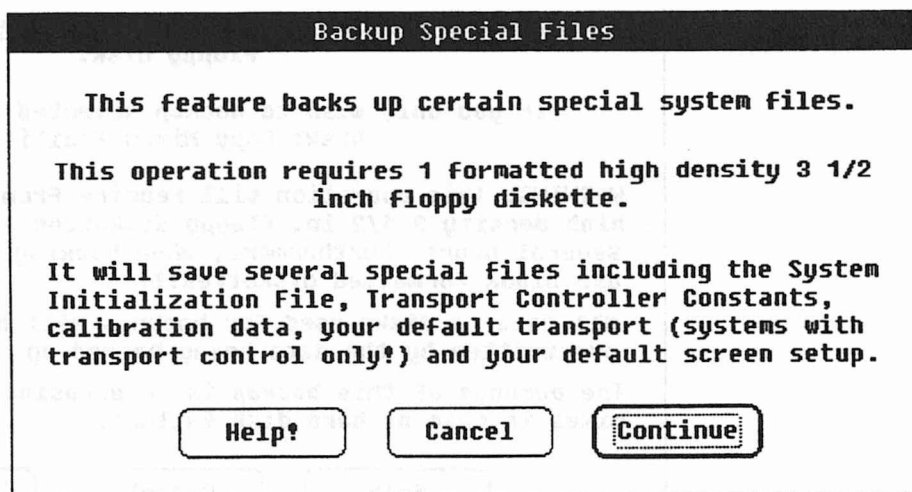 Backup Special Files
This feature backs up certain special system files.
This operation requires 1 formatted high density 3 1/2
inch floppy diskette.
It will save several special files including the System
Initialization File, Transport Controller Constants,
calibration data, your default transport (systems with
transport control only!) and your default screen setup.
Help!
Cancel
Continue